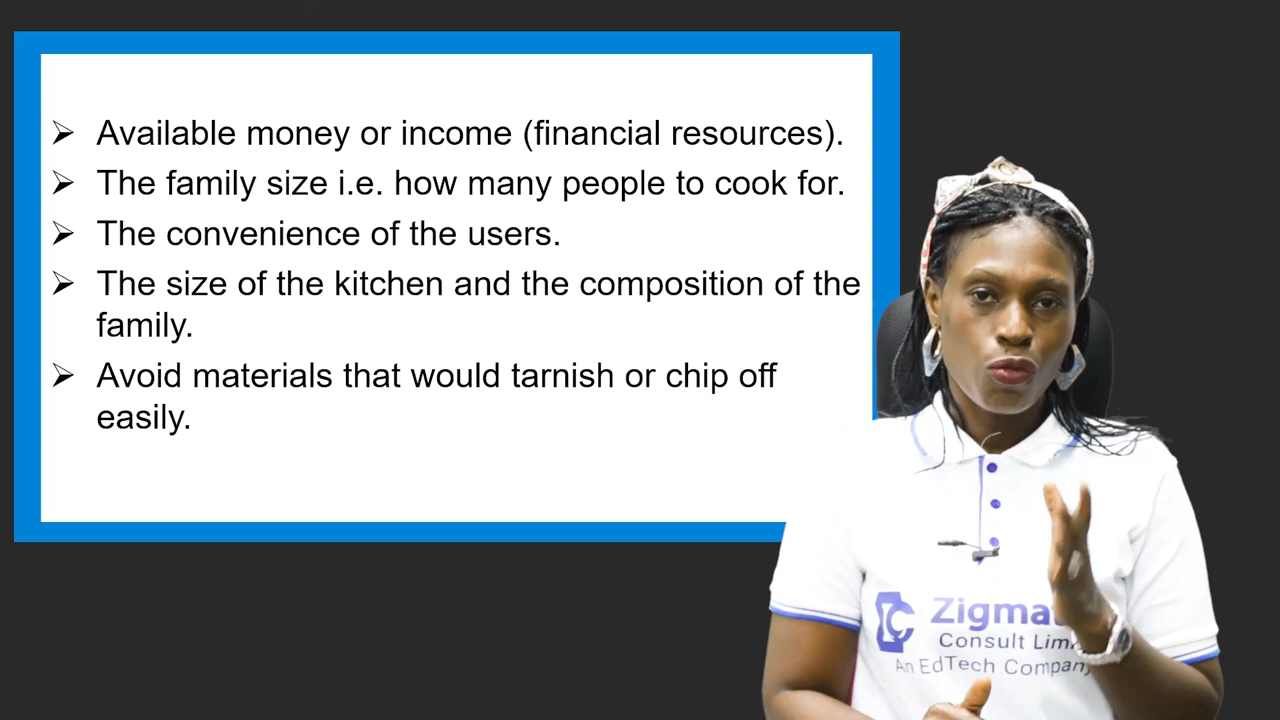 ➢ Available money or income (financial resources).
➢ The family size i.e. how many people to cook for.
➢ The convenience of the users.
➢ The size of the kitchen and the composition of the
family.
➢ Avoid materials that would tarnish or chip off
easily.
Consult
An EdTech Company